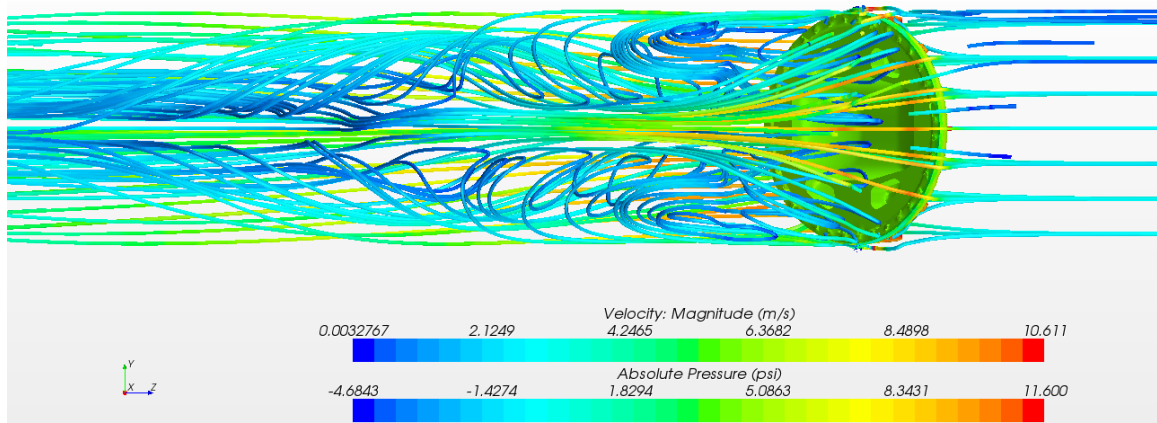 Velocity: Magnitude (m/s)
0.0032767 2.1249 4.2465 6.3682 8.4898 10.611
Absolute Pressure (psi)
-4.6843 -1.4274 1.8294 5.0863 8.3431 11.600
Y
X Z